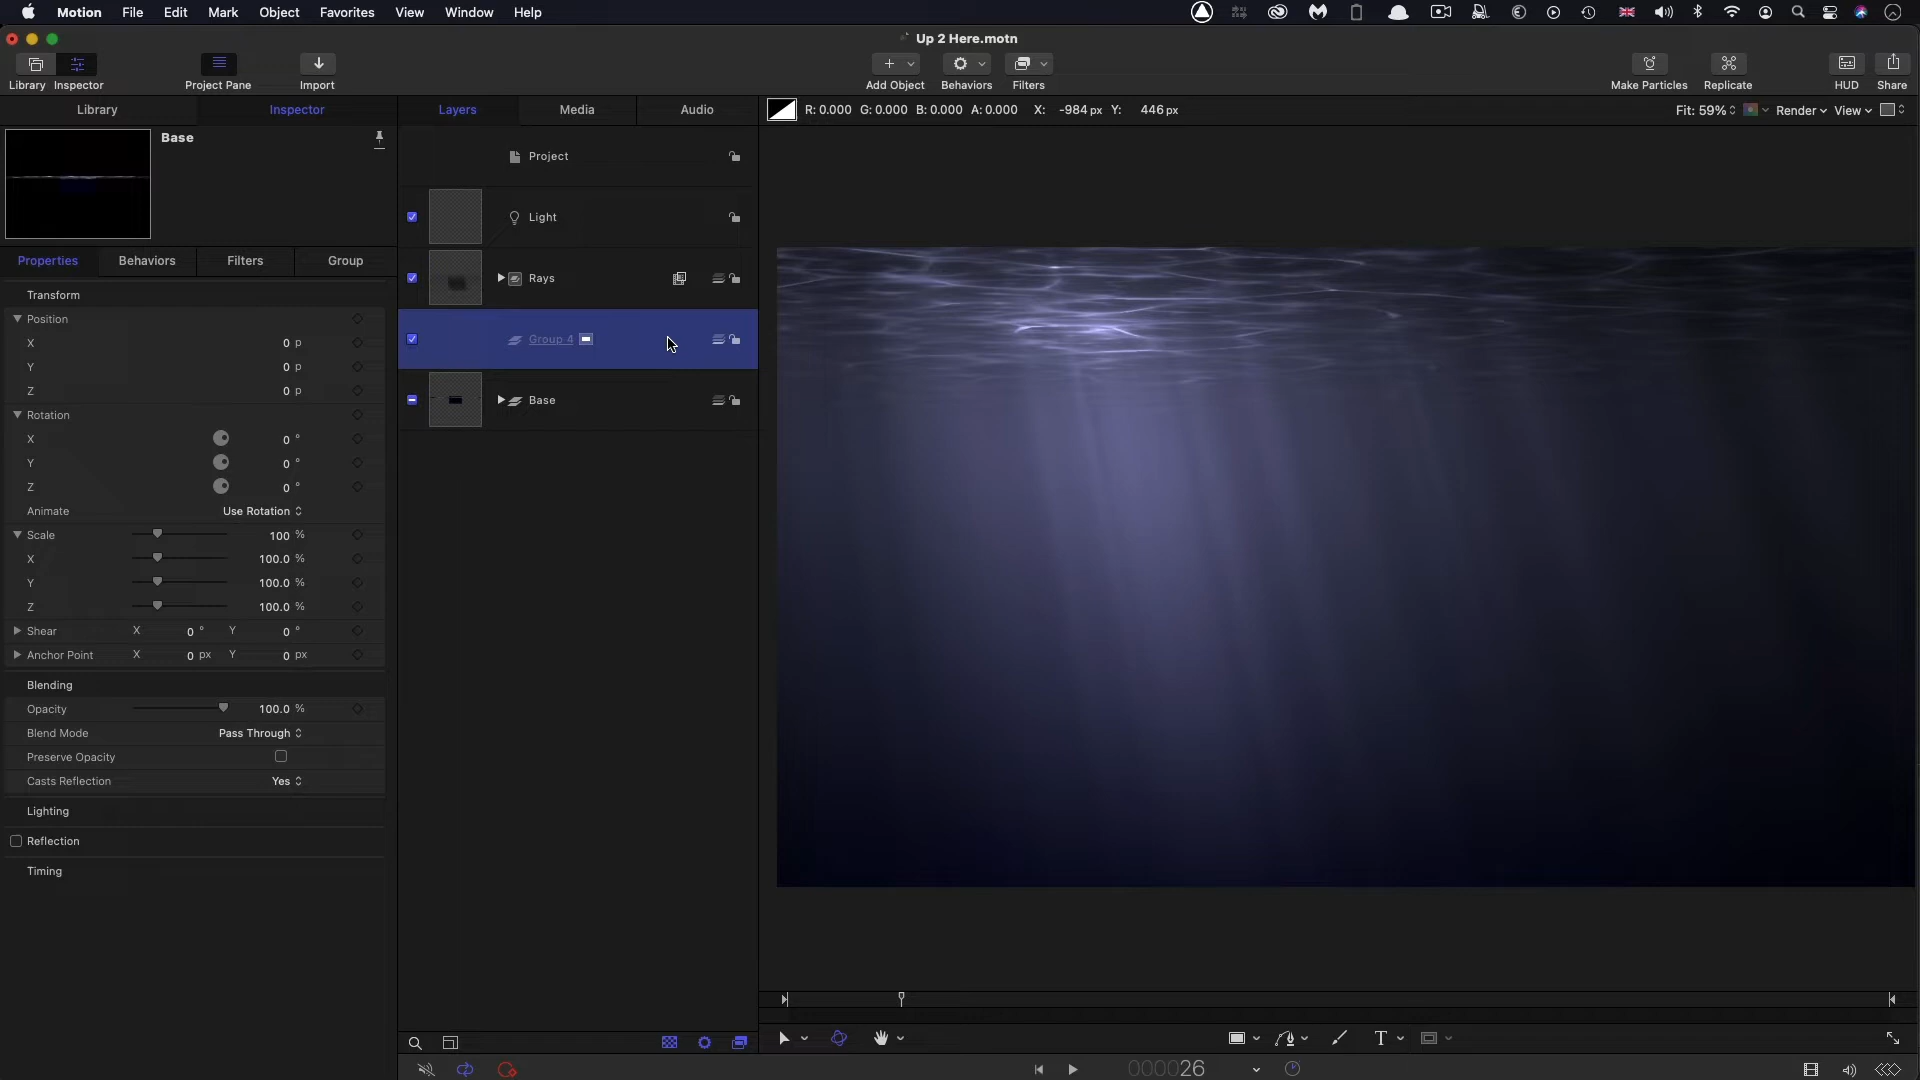 Motion File Edit Mark Object Favorites View Window Help
Up 2 Here.motn
Library Inspector Project Pane Import Add Object Behaviors Filters Make Particles Replicate HUD Share
Library Inspector Layers Media Audio R: 0.000 G: 0.000 B: 0.000 A: 0.000 X: -984 px Y: 446 px Fit: 59% Render View
Base
Project
Light
Rays
Group 4
Base
Properties Behaviors Filters Group
Transform
Position
X 0 p
Y 0 p
Z 0 p
Rotation
X 0 °
Y 0 °
Z 0 °
Animate Use Rotation
Scale 100 %
X 100.0 %
Y 100.0 %
Z 100.0 %
Shear X 0 ° Y 0 °
Anchor Point X 0 px Y 0 px
Blending
Opacity 100.0 %
Blend Mode Pass Through
Preserve Opacity
Casts Reflection Yes
Lighting
Reflection
Timing
T
000026